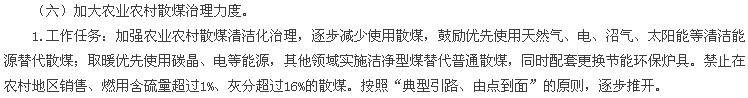 （六）加大农业农村散煤治理力度。
1.工作任务：加强农业农村散煤清洁化治理，逐步减少使用散煤，鼓励优先使用天然气、电、沼气、太阳能等清洁能
源替代散煤；取暖优先使用碳晶、电等能源，其他领域实施洁净型煤替代普通散煤，同时配套更换节能环保炉具。禁止在
农村地区销售、燃用含硫量超过1%、灰分超过16%的散煤。按照“典型引路、由点到面”的原则，逐步推开。